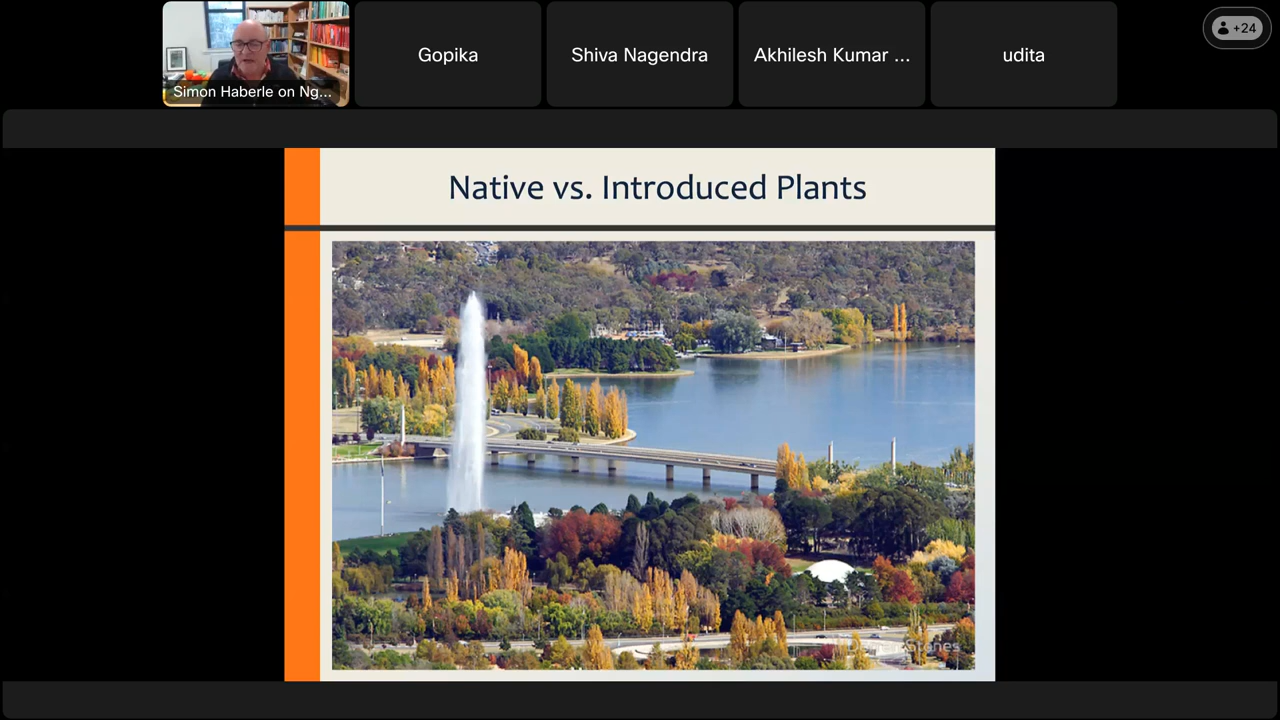 Simon Haberle on Ng...
Gopika
Shiva Nagendra
Akhilesh Kumar ...
udita
+24
Native vs. Introduced Plants